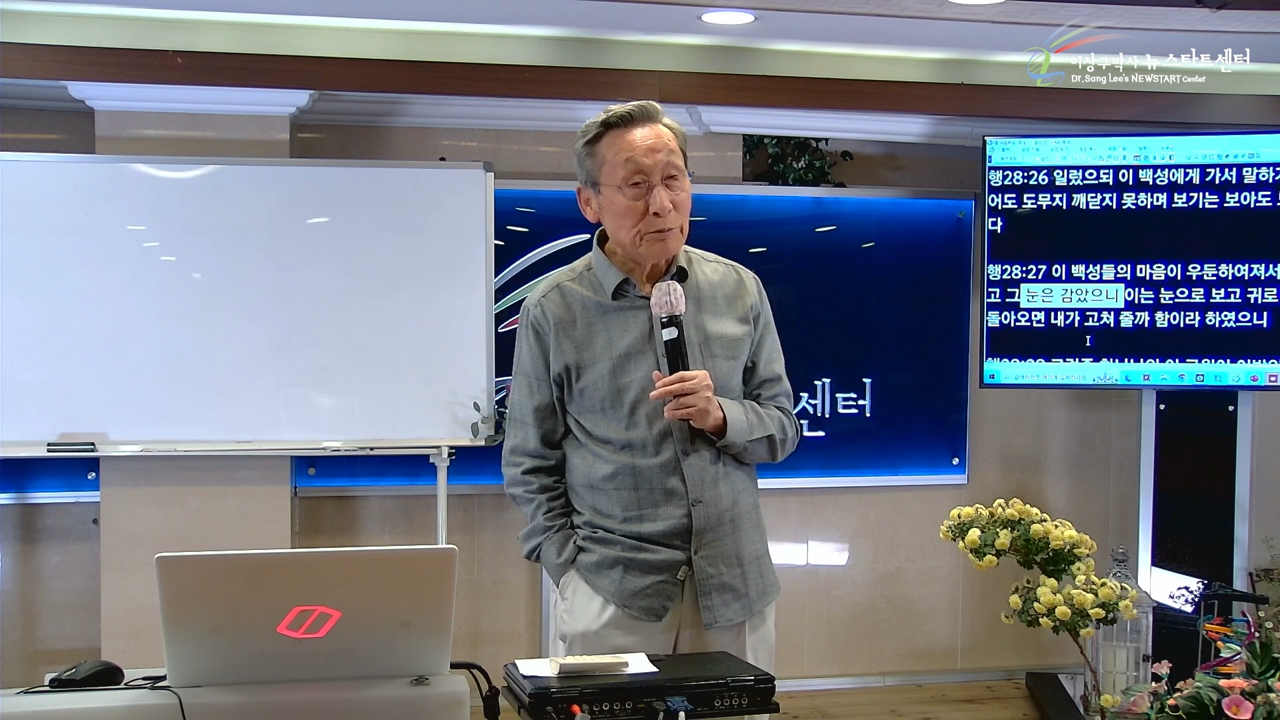 이상구박사 뉴스타트센터
Dr. Sang Lee's NEWSTART Center
행28:26 일렀으되 이 백성에게 가서 말하기
어도 도무지 깨닫지 못하며 보기는 보아도
다
행28:27 이 백성들의 마음이 우둔하여져서
고 그 눈은 감았으니 이는 눈으로 보고 귀로
돌아오면 내가 고쳐 줄까 함이라 하였으니
센터